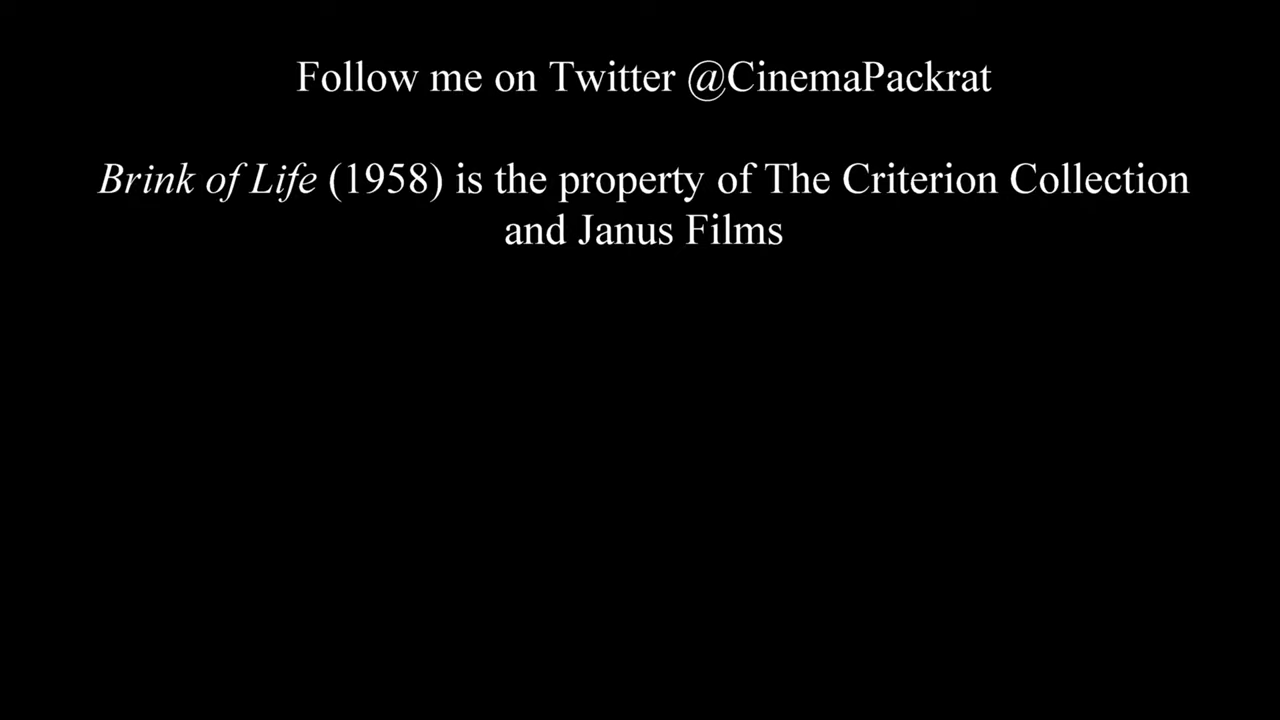 Follow me on Twitter @CinemaPackrat
Brink of Life (1958) is the property of The Criterion Collection
and Janus Films